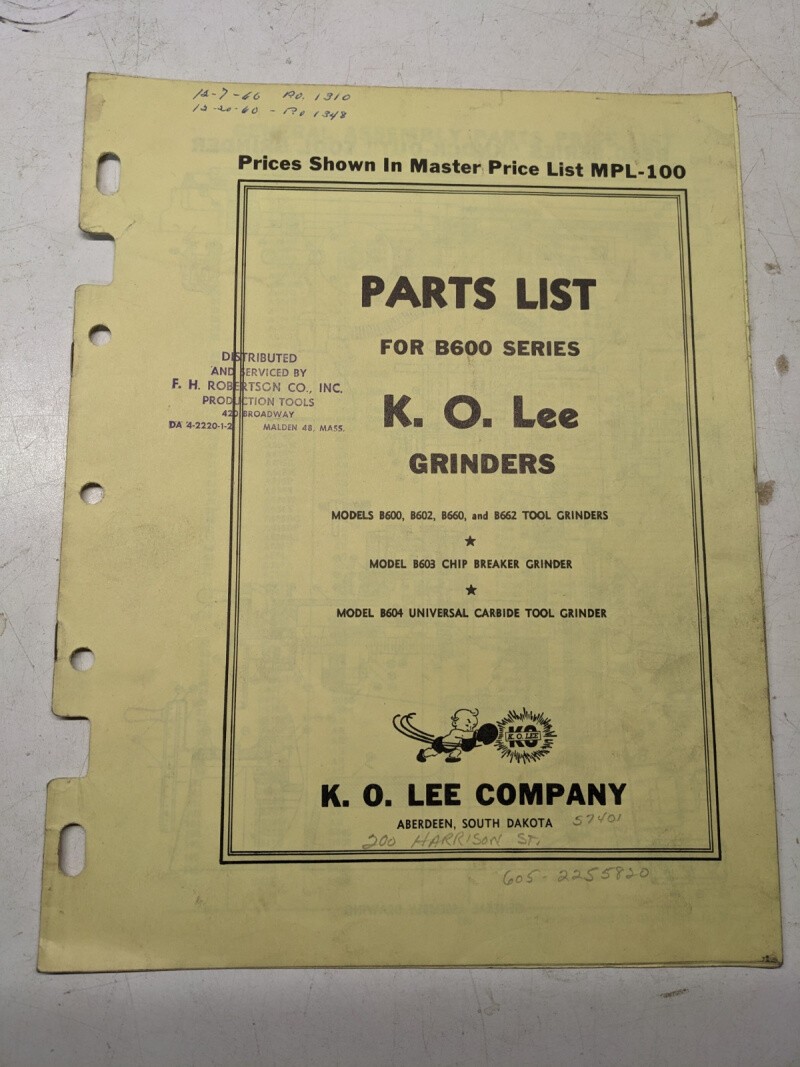 12-7-66 Po. 1310
12-20-60 - Po 1348
Prices Shown In Master Price List MPL-100
PARTS LIST
FOR B600 SERIES
DISTRIBUTED
AND SERVICED BY
F. H. ROBERTSON CO., INC.
PRODUCTION TOOLS
420 BROADWAY
DA 4-2220-1-2 MALDEN 48, MASS.
K. O. Lee
GRINDERS
MODELS B600, B602, B660, and B662 TOOL GRINDERS
MODEL B603 CHIP BREAKER GRINDER
MODEL B604 UNIVERSAL CARBIDE TOOL GRINDER
KO
K. O. LEE
K. O. LEE COMPANY
ABERDEEN, SOUTH DAKOTA 57401
200 HARRISON ST.
605-2255820